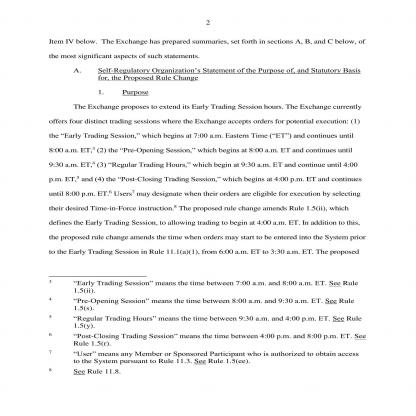 2
Item IV below. The Exchange has prepared summaries, set forth in sections A, B, and C below, of
the most significant aspects of such statements.
A. Self-Regulatory Organization's Statement of the Purpose of, and Statutory Basis
for, the Proposed Rule Change
1. Purpose
The Exchange proposes to extend its Early Trading Session hours. The Exchange currently
offers four distinct trading sessions where the Exchange accepts orders for potential execution: (1)
the "Early Trading Session," which begins at 7:00 a.m. Eastern Time ("ET") and continues until
8:00 a.m. ET,3 (2) the "Pre-Opening Session," which begins at 8:00 a.m. ET and continues until
9:30 a.m. ET,4 (3) "Regular Trading Hours," which begin at 9:30 a.m. ET and continue until 4:00
p.m. ET,5 and (4) the "Post-Closing Trading Session," which begins at 4:00 p.m. ET and continues
until 8:00 p.m. ET.6 Users7 may designate when their orders are eligible for execution by selecting
their desired Time-in-Force instruction.8 The proposed rule change amends Rule 1.5(ii), which
defines the Early Trading Session, to allowing trading to begin at 4:00 a.m. ET. In addition to this,
the proposed rule change amends the time when orders may start to be entered into the System prior
to the Early Trading Session in Rule 11.1(a)(1), from 6:00 a.m. ET to 3:30 a.m. ET. The proposed
3 "Early Trading Session" means the time between 7:00 a.m. and 8:00 a.m. ET. See Rule
1.5(ii).
4 "Pre-Opening Session" means the time between 8:00 a.m. and 9:30 a.m. ET. See Rule
1.5(s).
5 "Regular Trading Hours" means the time between 9:30 a.m. and 4:00 p.m. ET. See Rule
1.5(y).
6 "Post-Closing Trading Session" means the time between 4:00 p.m. and 8:00 p.m. ET. See
Rule 1.5(r).
7 "User" means any Member or Sponsored Participant who is authorized to obtain access
to the System pursuant to Rule 11.3. See Rule 1.5(ee).
8 See Rule 11.8.